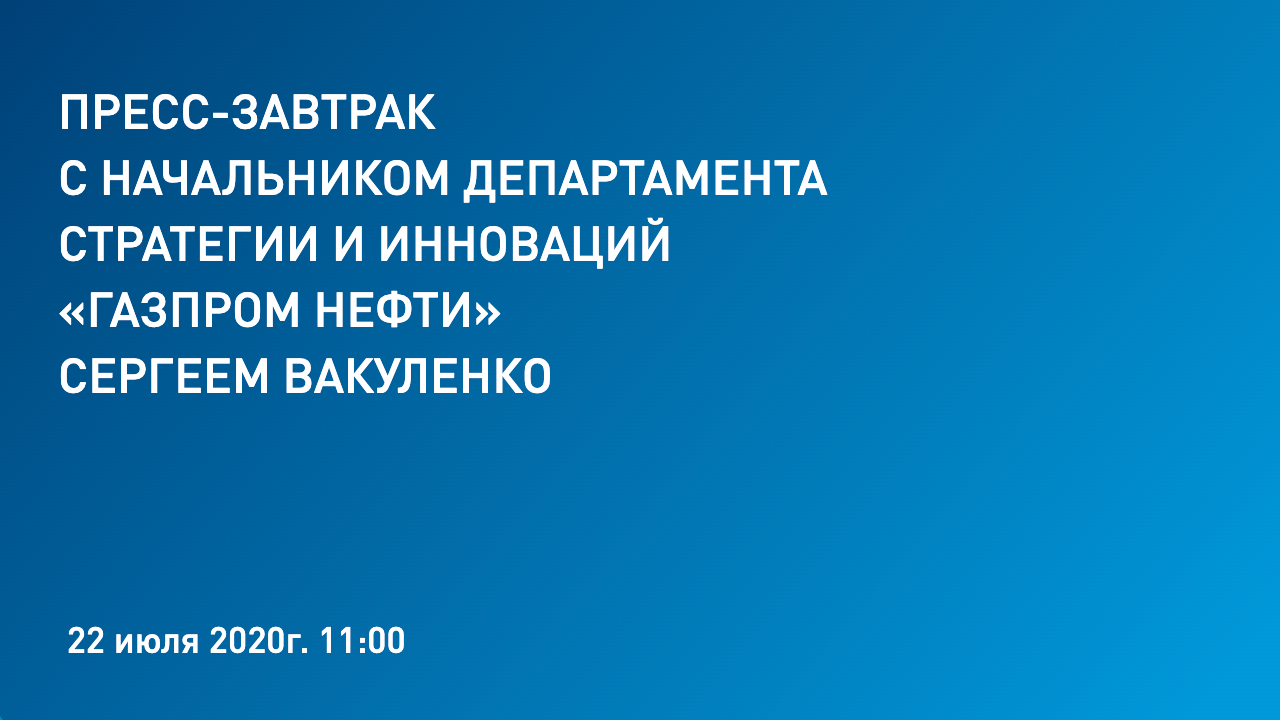 ПРЕСС-ЗАВТРАК
С НАЧАЛЬНИКОМ ДЕПАРТАМЕНТА
СТРАТЕГИИ И ИННОВАЦИЙ
«ГАЗПРОМ НЕФТИ»
СЕРГЕЕМ ВАКУЛЕНКО
22 июля 2020г. 11:00